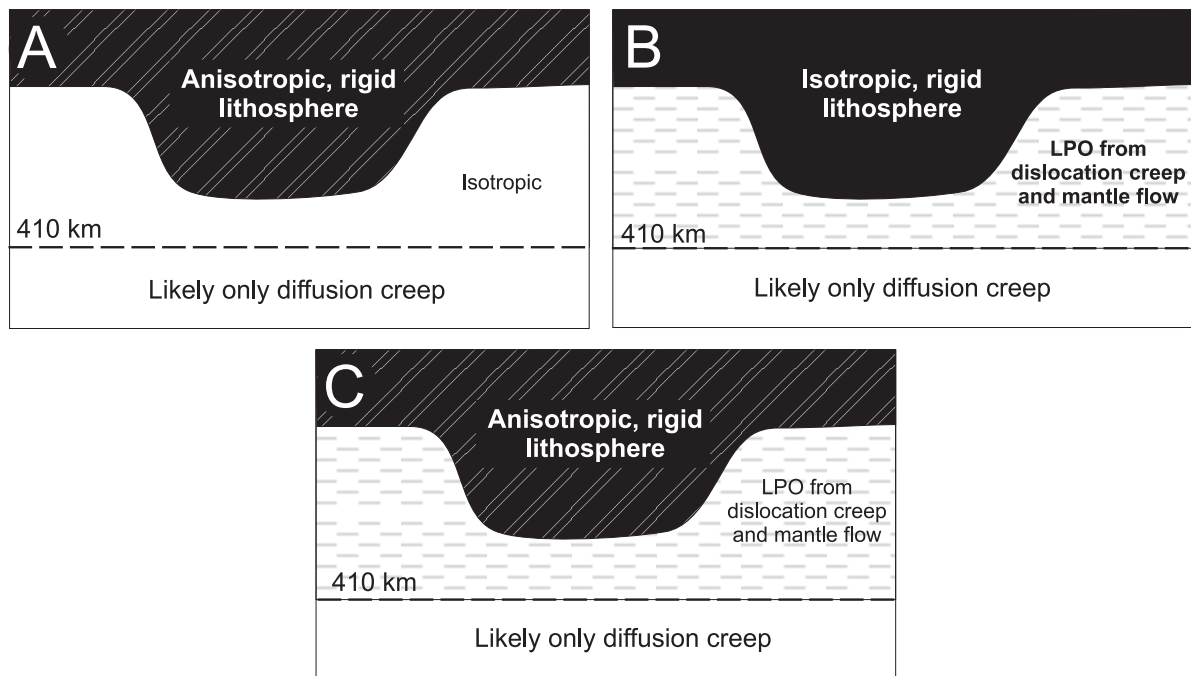 A
Anisotropic, rigid
lithosphere
Isotropic
410 km
Likely only diffusion creep
B
Isotropic, rigid
lithosphere
LPO from
dislocation creep
and mantle flow
410 km
Likely only diffusion creep
C
Anisotropic, rigid
lithosphere
LPO from
dislocation creep
and mantle flow
410 km
Likely only diffusion creep